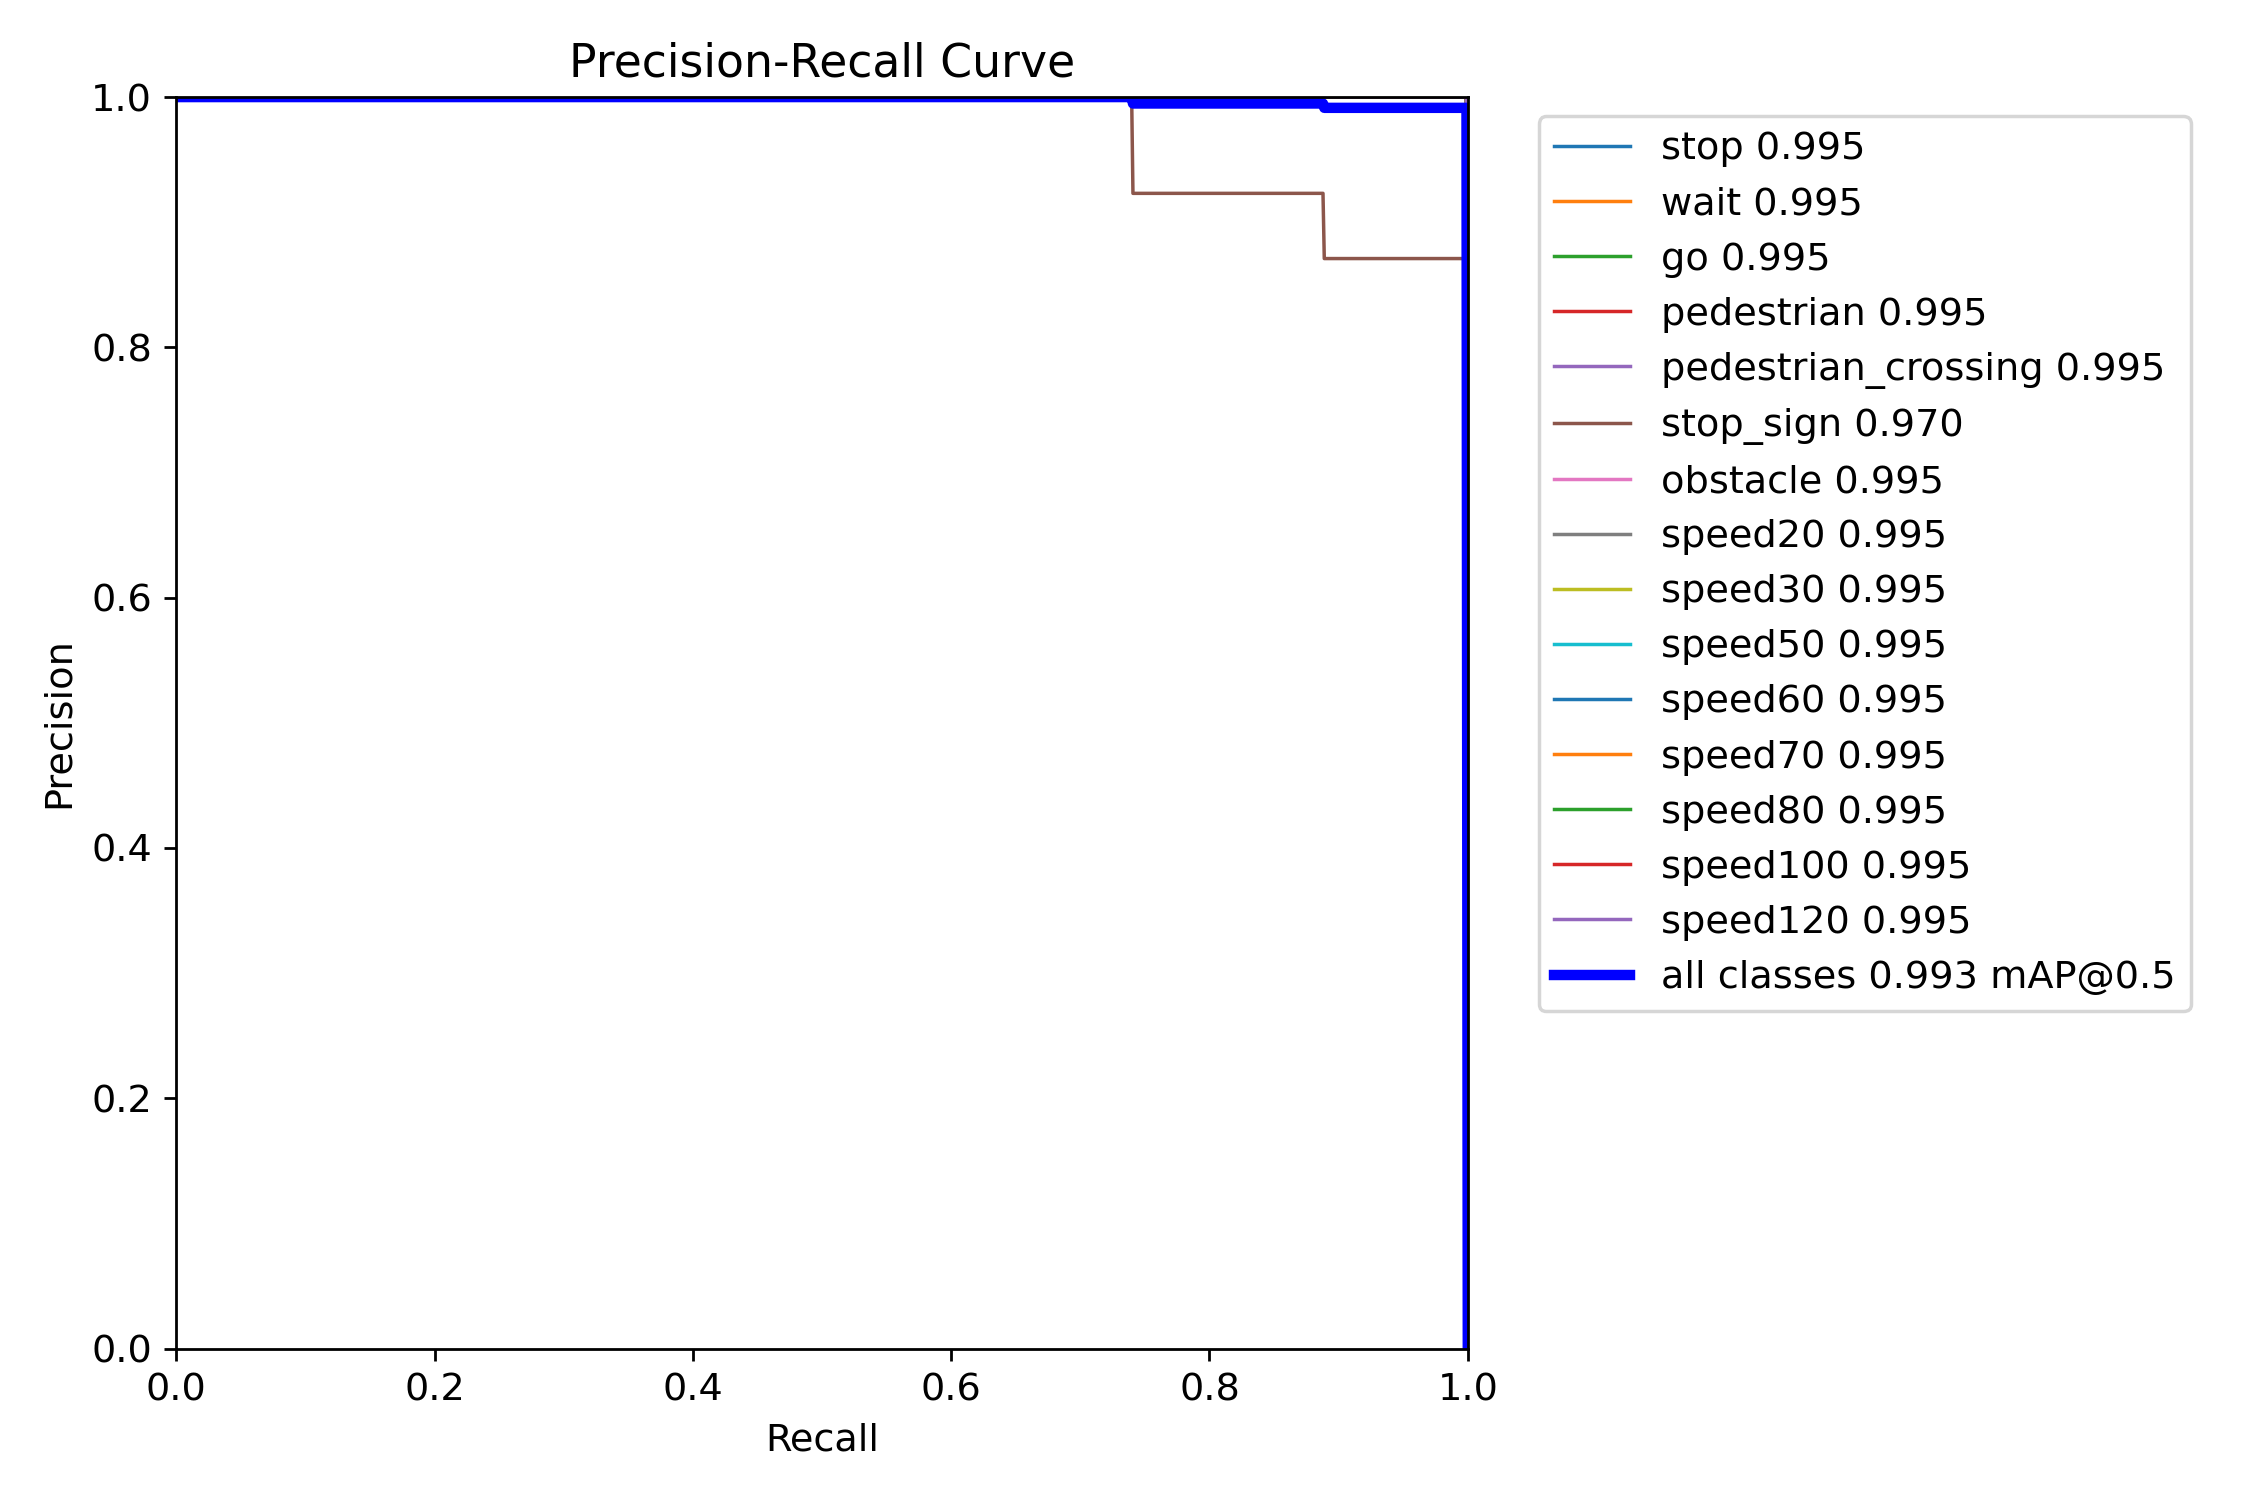 Precision-Recall Curve
1.0
0.8
0.6
0.4
0.2
0.0
Precision
0.0 0.2 0.4 0.6 0.8 1.0
Recall
stop 0.995
wait 0.995
go 0.995
pedestrian 0.995
pedestrian_crossing 0.995
stop_sign 0.970
obstacle 0.995
speed20 0.995
speed30 0.995
speed50 0.995
speed60 0.995
speed70 0.995
speed80 0.995
speed100 0.995
speed120 0.995
all classes 0.993 mAP@0.5